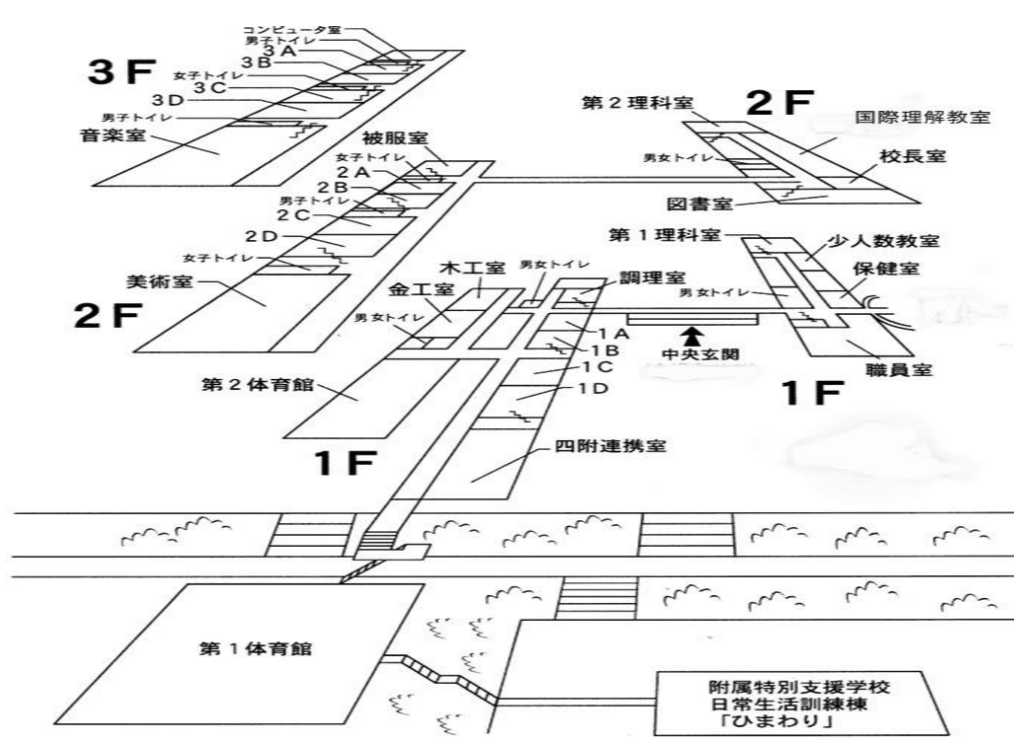 コンピュータ室
男子トイレ
3A
3B
女子トイレ
3C
3D
男子トイレ
音楽室
3F
被服室
女子トイレ
2A
2B
男子トイレ
2C
2D
女子トイレ
美術室
2F
第2理科室
2F
国際理解教室
男女トイレ
校長室
図書室
第1理科室
少人数教室
保健室
男女トイレ
職員室
1F
木工室
男女トイレ
調理室
金工室
男女トイレ
1A
1B
1C
1D
中央玄関
第2体育館
1F
四附連携室
第1体育館
附属特別支援学校
日常生活訓練棟
「ひまわり」